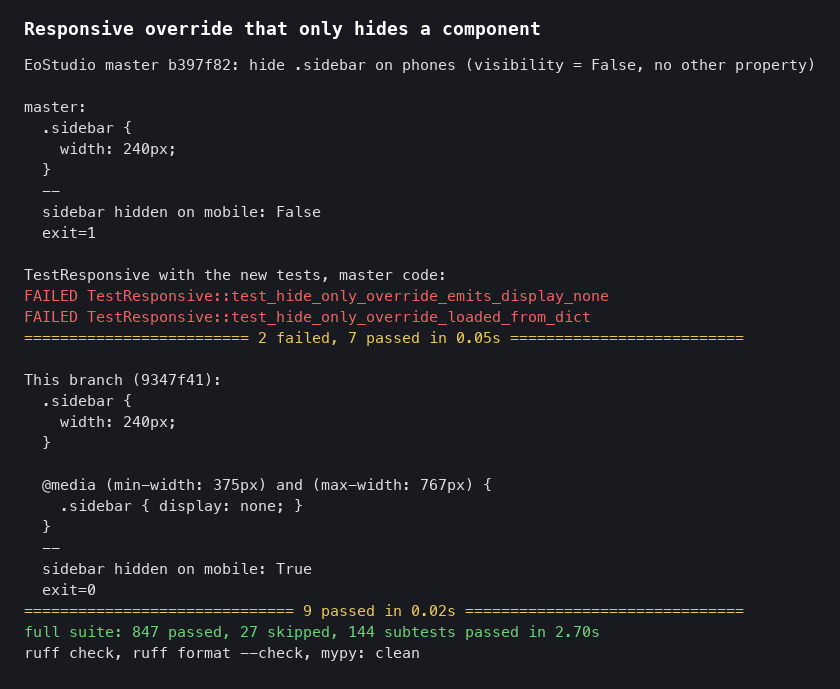 Responsive override that only hides a component
EoStudio master b397f82: hide .sidebar on phones (visibility = False, no other property)
master:
.sidebar {
width: 240px;
}
--
sidebar hidden on mobile: False
exit=1
TestResponsive with the new tests, master code:
FAILED TestResponsive::test_hide_only_override_emits_display_none
FAILED TestResponsive::test_hide_only_override_loaded_from_dict
========================= 2 failed, 7 passed in 0.05s ==========================
This branch (9347f41):
.sidebar {
width: 240px;
}
@media (min-width: 375px) and (max-width: 767px) {
.sidebar { display: none; }
}
--
sidebar hidden on mobile: True
exit=0
============================== 9 passed in 0.02s ===============================
full suite: 847 passed, 27 skipped, 144 subtests passed in 2.70s
ruff check, ruff format --check, mypy: clean